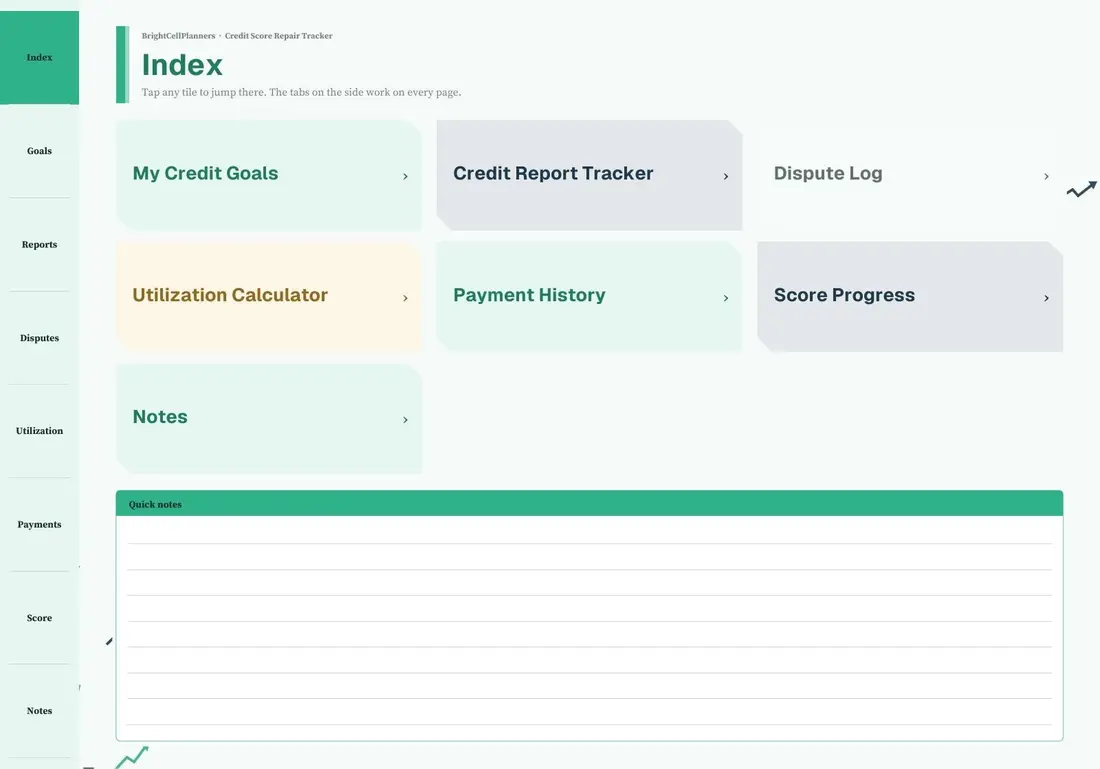 Index
Goals
Reports
Disputes
Utilization
Payments
Score
Notes
BrightCellPlanners · Credit Score Repair Tracker
Index
Tap any tile to jump there. The tabs on the side work on every page.
My Credit Goals ›
Credit Report Tracker ›
Dispute Log ›
Utilization Calculator ›
Payment History ›
Score Progress ›
Notes ›
Quick notes